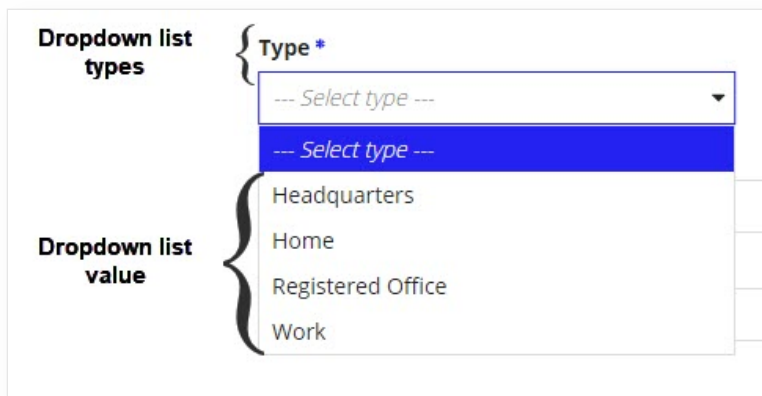 Dropdown list
types
Type *
--- Select type ---
--- Select type ---
Headquarters
Home
Dropdown list
value
Registered Office
Work